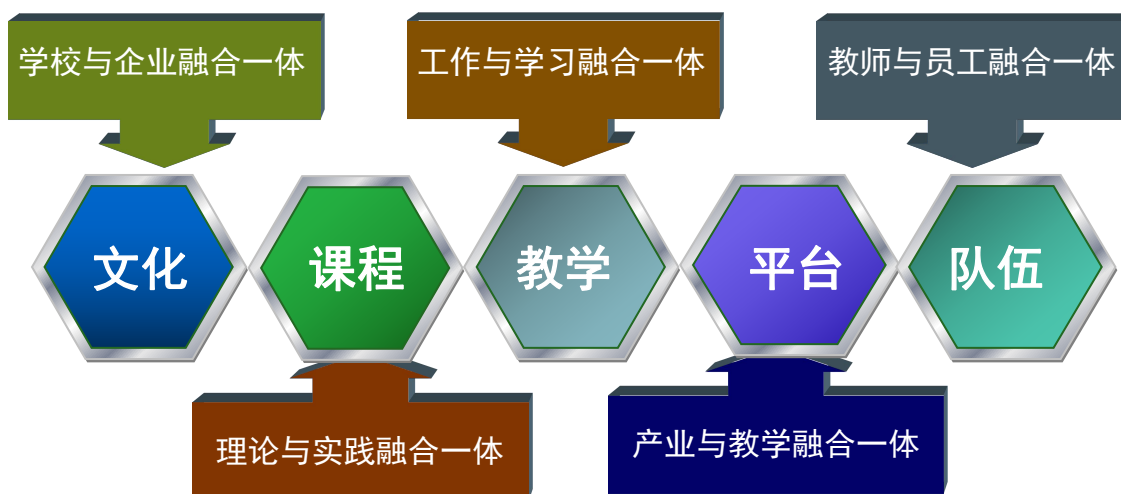 学校与企业融合一体
工作与学习融合一体
教师与员工融合一体
文化
课程
教学
平台
队伍
理论与实践融合一体
产业与教学融合一体